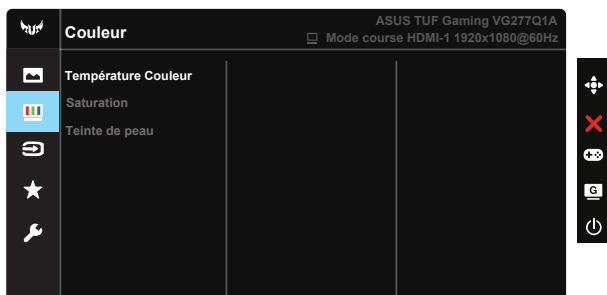 ASUS TUF Gaming VG277Q1A
Couleur
Mode course HDMI-1 1920x1080@60Hz
Température Couleur
Saturation
Teinte de peau
G